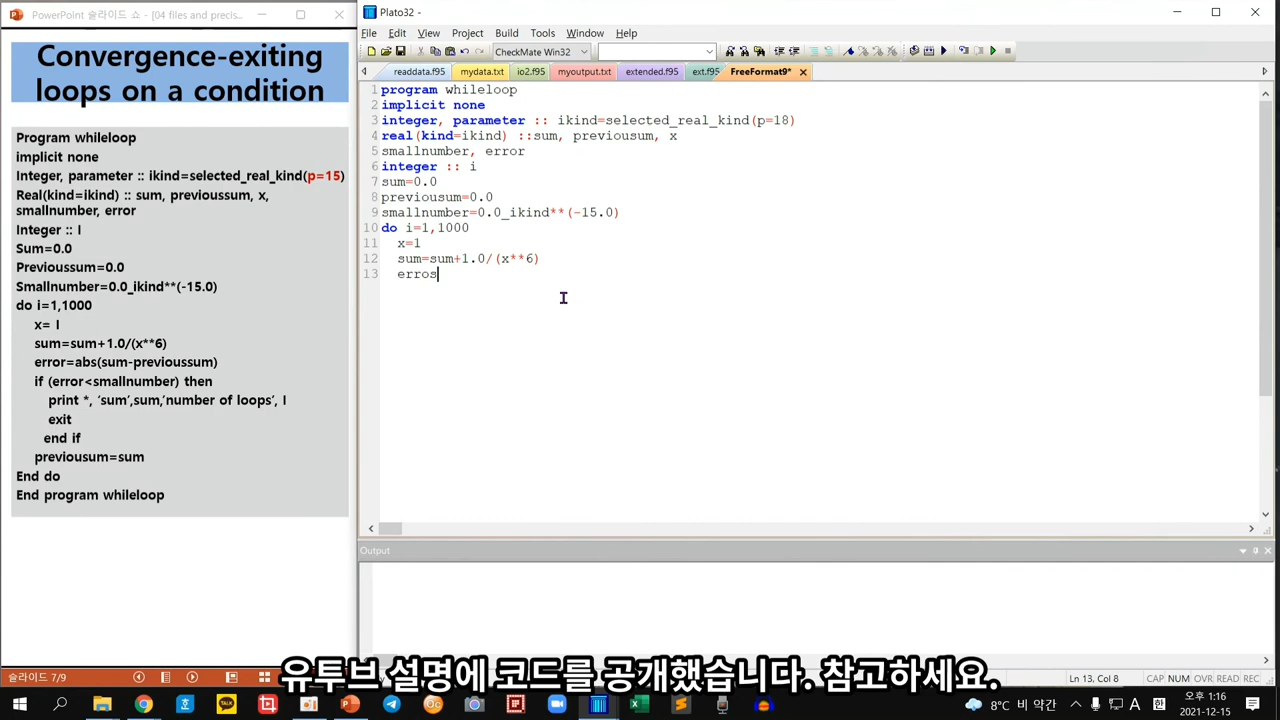 PowerPoint 슬라이드 쇼 - [04 files and precis...
Convergence-exiting
loops on a condition
Program whileloop
implicit none
Integer, parameter :: ikind=selected_real_kind(p=15)
Real(kind=ikind) :: sum, previoussum, x,
smallnumber, error
Integer :: I
Sum=0.0
Previoussum=0.0
Smallnumber=0.0_ikind**(-15.0)
do i=1,1000
x= I
sum=sum+1.0/(x**6)
error=abs(sum-previoussum)
if (error<smallnumber) then
print *, ‘sum’,sum,’number of loops’, I
exit
end if
previousum=sum
End do
End program whileloop
슬라이드 7/9
Plato32 -
File Edit View Project Build Tools Window Help
CheckMate Win32
readdata.f95 mydata.txt io2.f95 myoutput.txt extended.f95 ext.f95 FreeFormat9*
1 program whileloop
2 implicit none
3 integer, parameter :: ikind=selected_real_kind(p=18)
4 real(kind=ikind) ::sum, previousum, x
5 smallnumber, error
6 integer :: i
7 sum=0.0
8 previousum=0.0
9 smallnumber=0.0_ikind**(-15.0)
10 do i=1,1000
11 x=1
12 sum=sum+1.0/(x**6)
13 erros
Output
Ln 13, Col 8 CAP NUM OVR READ REC
유투브 설명에 코드를 공개했습니다. 참고하세요.
TALK
8°C 비 약간
A
한
오후 1:16
2021-12-15